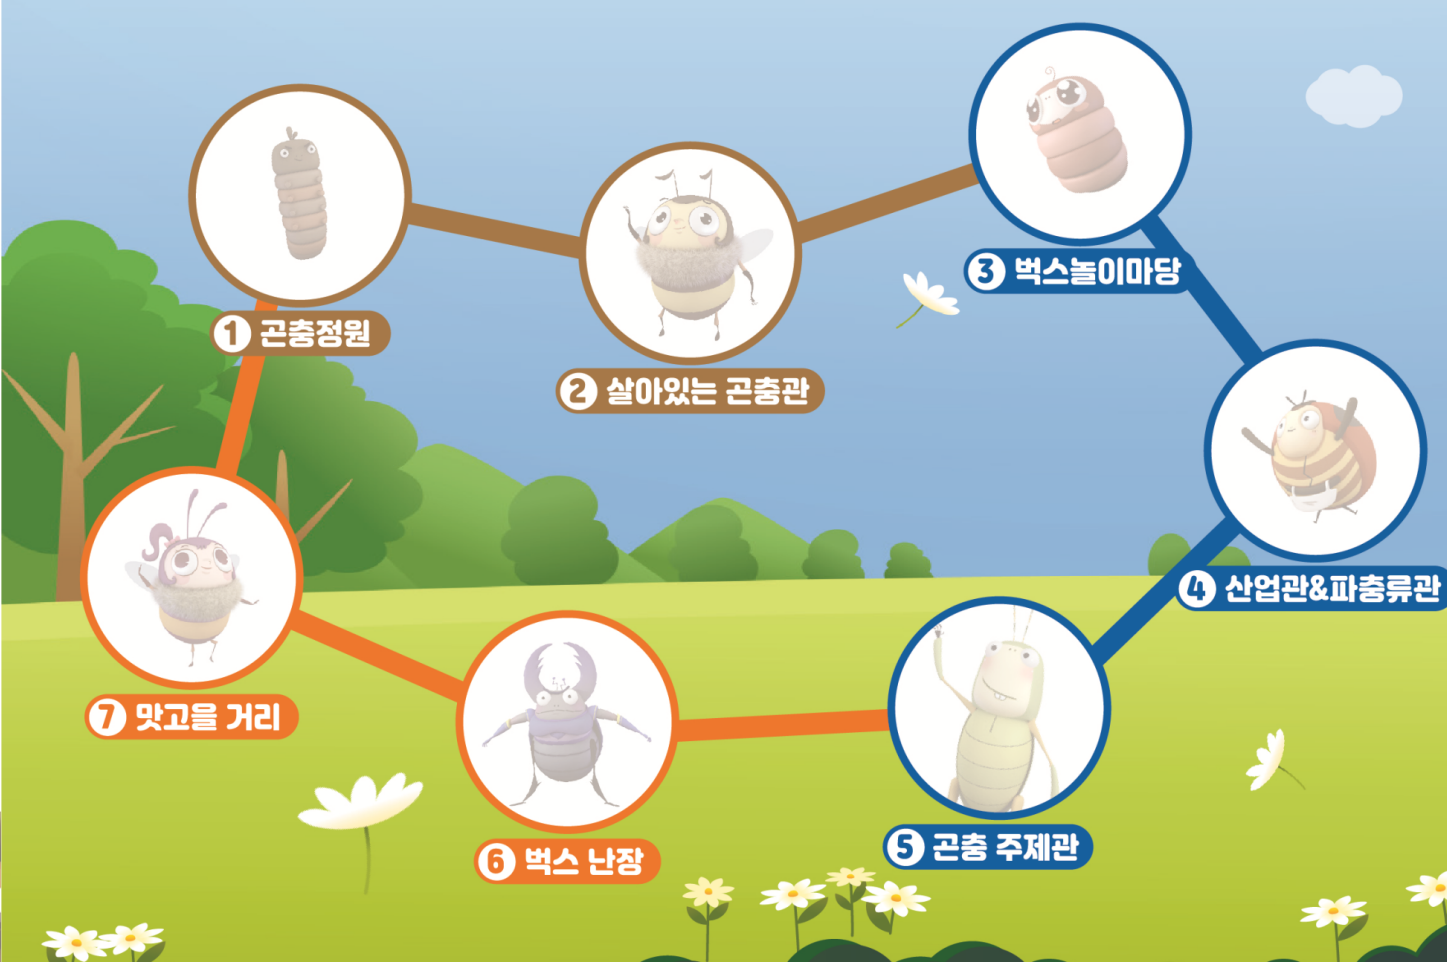 1 곤충정원
2 살아있는 곤충관
3 벅스놀이마당
4 산업관&파충류관
5 곤충 주제관
6 벅스 난장
7 맛고을 거리